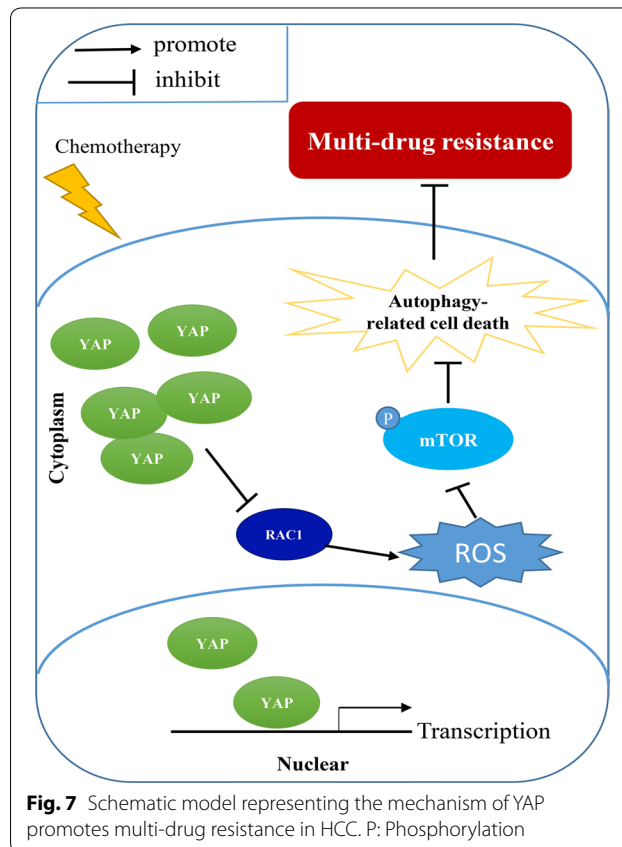 promote
inhibit
Chemotherapy
Multi-drug resistance
Autophagy-
related cell death
YAP
YAP
YAP
YAP
YAP
Cytoplasm
P
mTOR
RAC1
ROS
YAP
YAP
Transcription
Nuclear
Fig. 7 Schematic model representing the mechanism of YAP
promotes multi-drug resistance in HCC. P: Phosphorylation